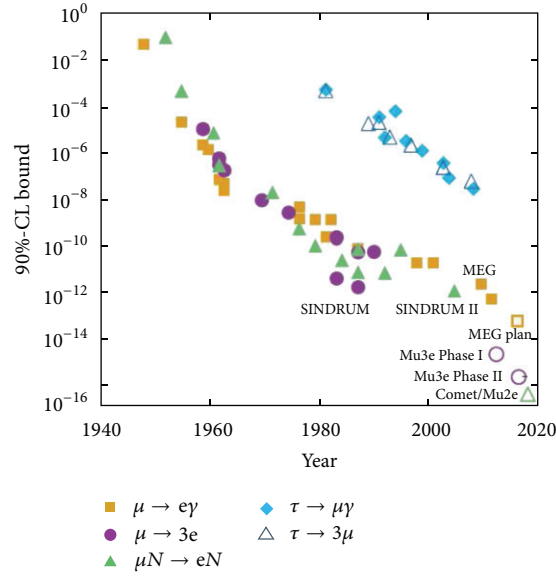 10⁰
10⁻²
10⁻⁴
10⁻⁶
10⁻⁸
10⁻¹⁰
10⁻¹²
10⁻¹⁴
10⁻¹⁶
90%-CL bound
MEG
SINDRUM
SINDRUM II
MEG plan
Mu3e Phase I
Mu3e Phase II
Comet/Mu2e
1940
1960
1980
2000
2020
Year
μ → eγ
τ → μγ
μ → 3e
τ → 3μ
μN → eN